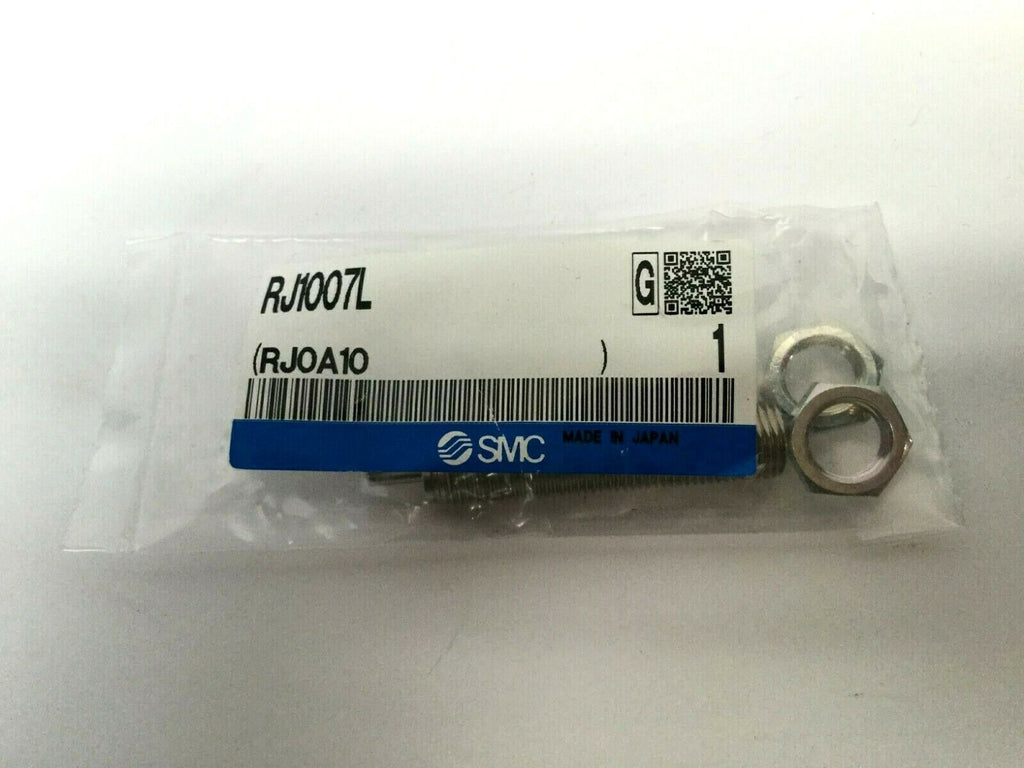 RJ1007L
G
(RJOA10 )
1
SMC MADE IN JAPAN